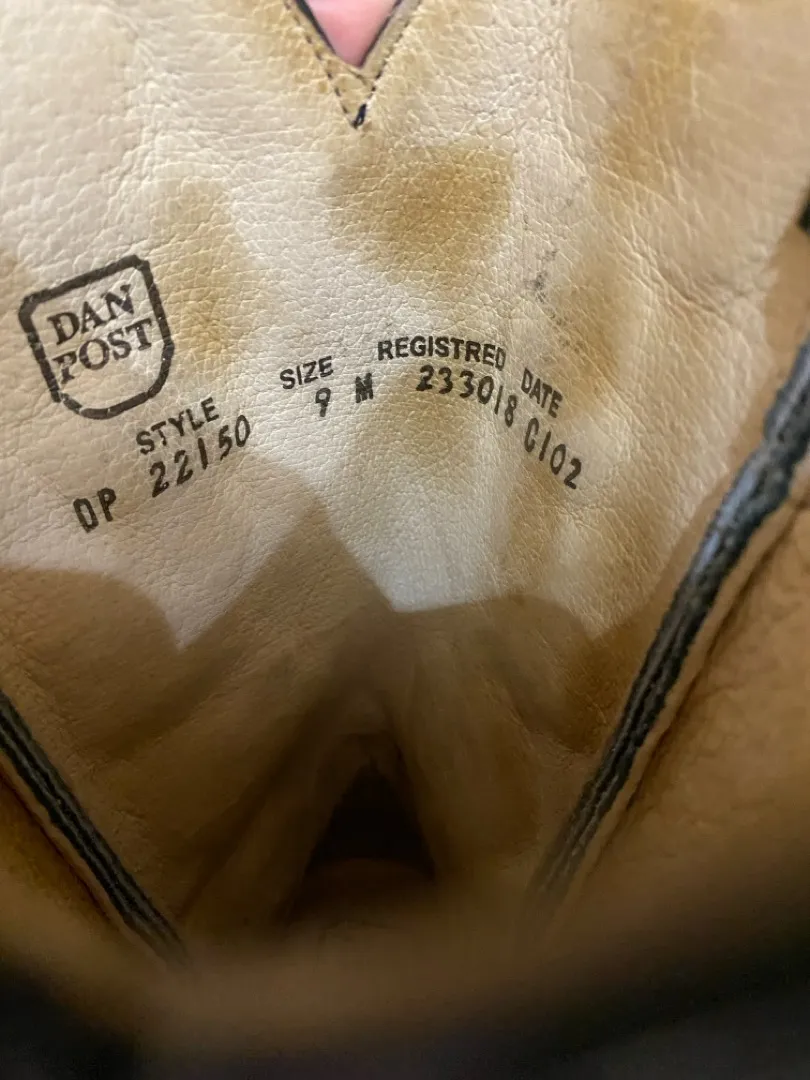 DAN
POST
STYLE SIZE REGISTRED DATE
DP 22150 9 M 233018 C102